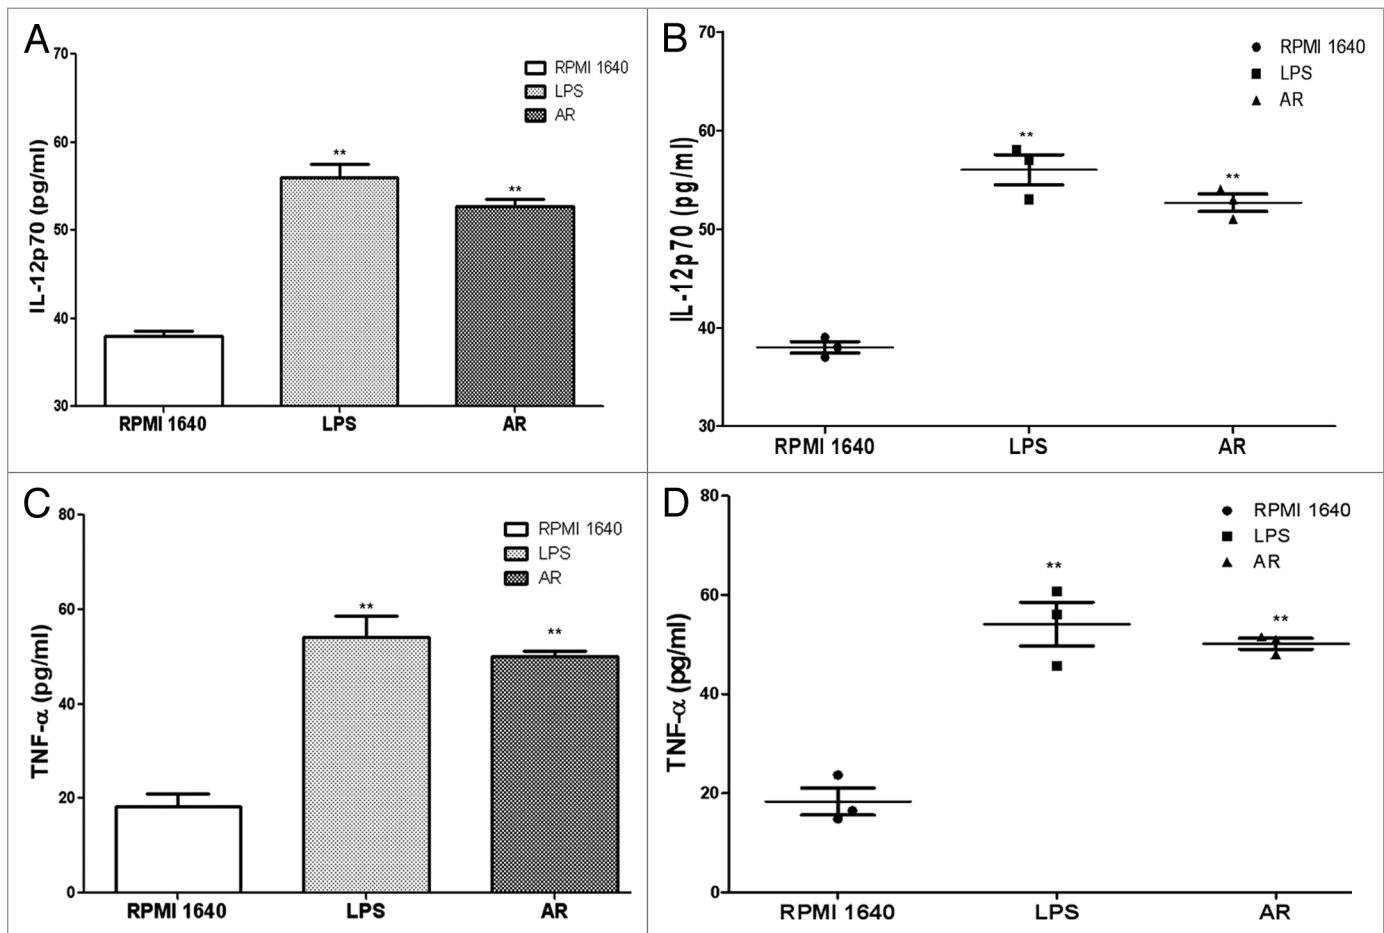 A
70
60
50
40
30
IL-12p70 (pg/ml)
RPMI 1640
LPS
AR
**
**
RPMI 1640
LPS
AR
B
70
60
50
40
30
IL-12p70 (pg/ml)
RPMI 1640
LPS
AR
**
**
RPMI 1640
LPS
AR
C
80
60
40
20
0
TNF-α (pg/ml)
RPMI 1640
LPS
AR
**
**
RPMI 1640
LPS
AR
D
80
60
40
20
0
TNF-α (pg/ml)
RPMI 1640
LPS
AR
**
**
RPMI 1640
LPS
AR